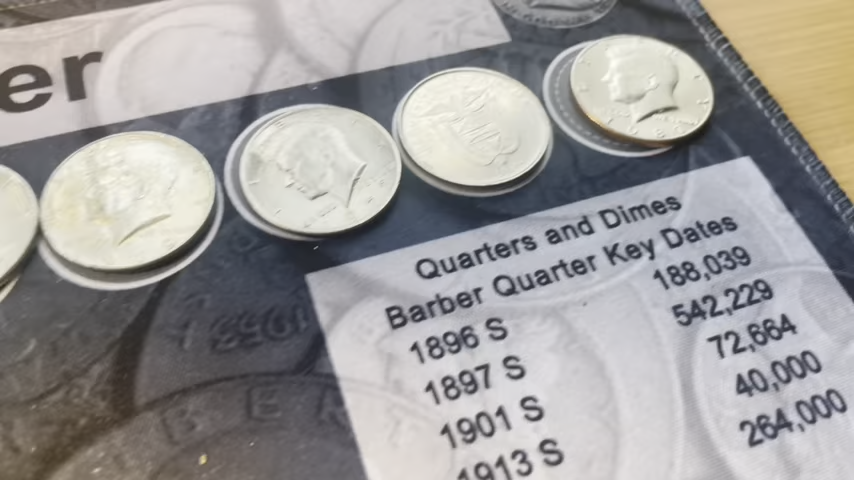 er
Quarters and Dimes
Barber Quarter Key Dates
1896 S 188,039
1897 S 542,229
1901 S 72,664
1913 S 40,000
264,000